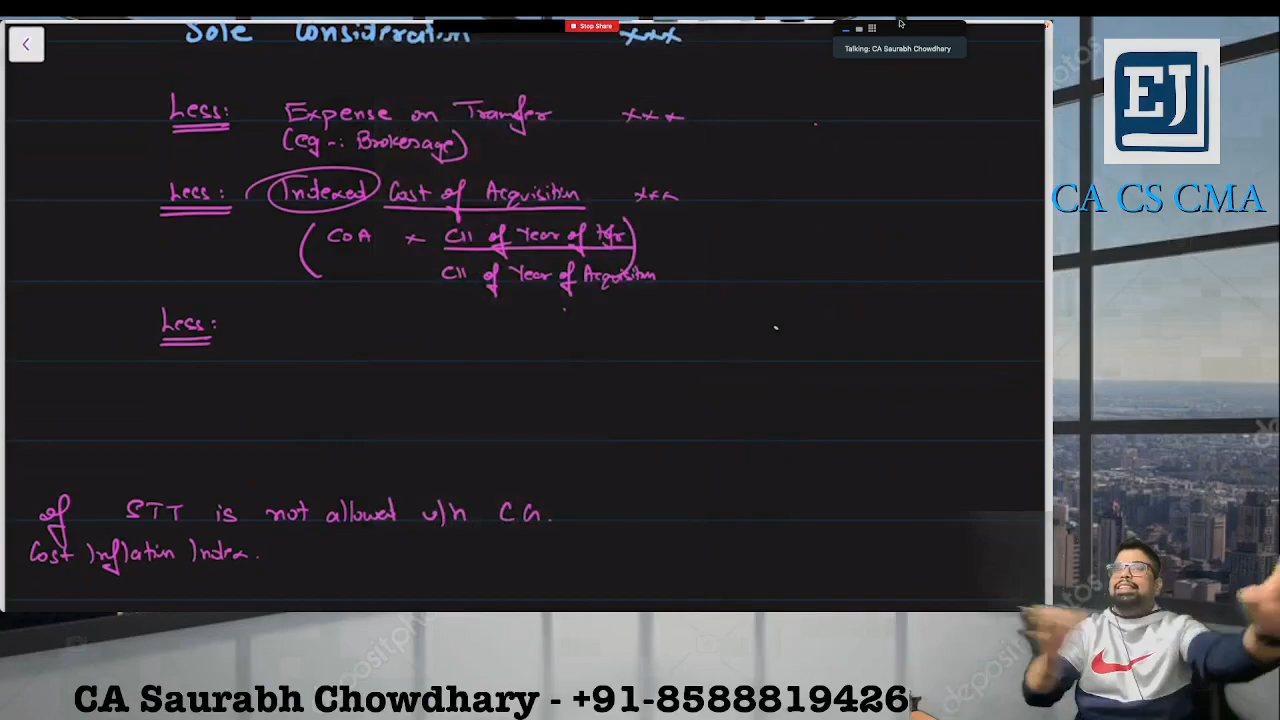 Sole Consideration xxx
Stop Share
Talking: CA Saurabh Chowdhary
EJ
CA CS CMA
Less: Expense on Transfer xxx
(eg -: Brokerage)
Less: Indexed Cost of Acquisition xxx
(COA x CII of Year of tfr)
CII of Year of Acquisition
Less:
of STT is not allowed u/h CG.
Cost Inflation Index.
depositphotos
CA Saurabh Chowdhary - +91-8588819426